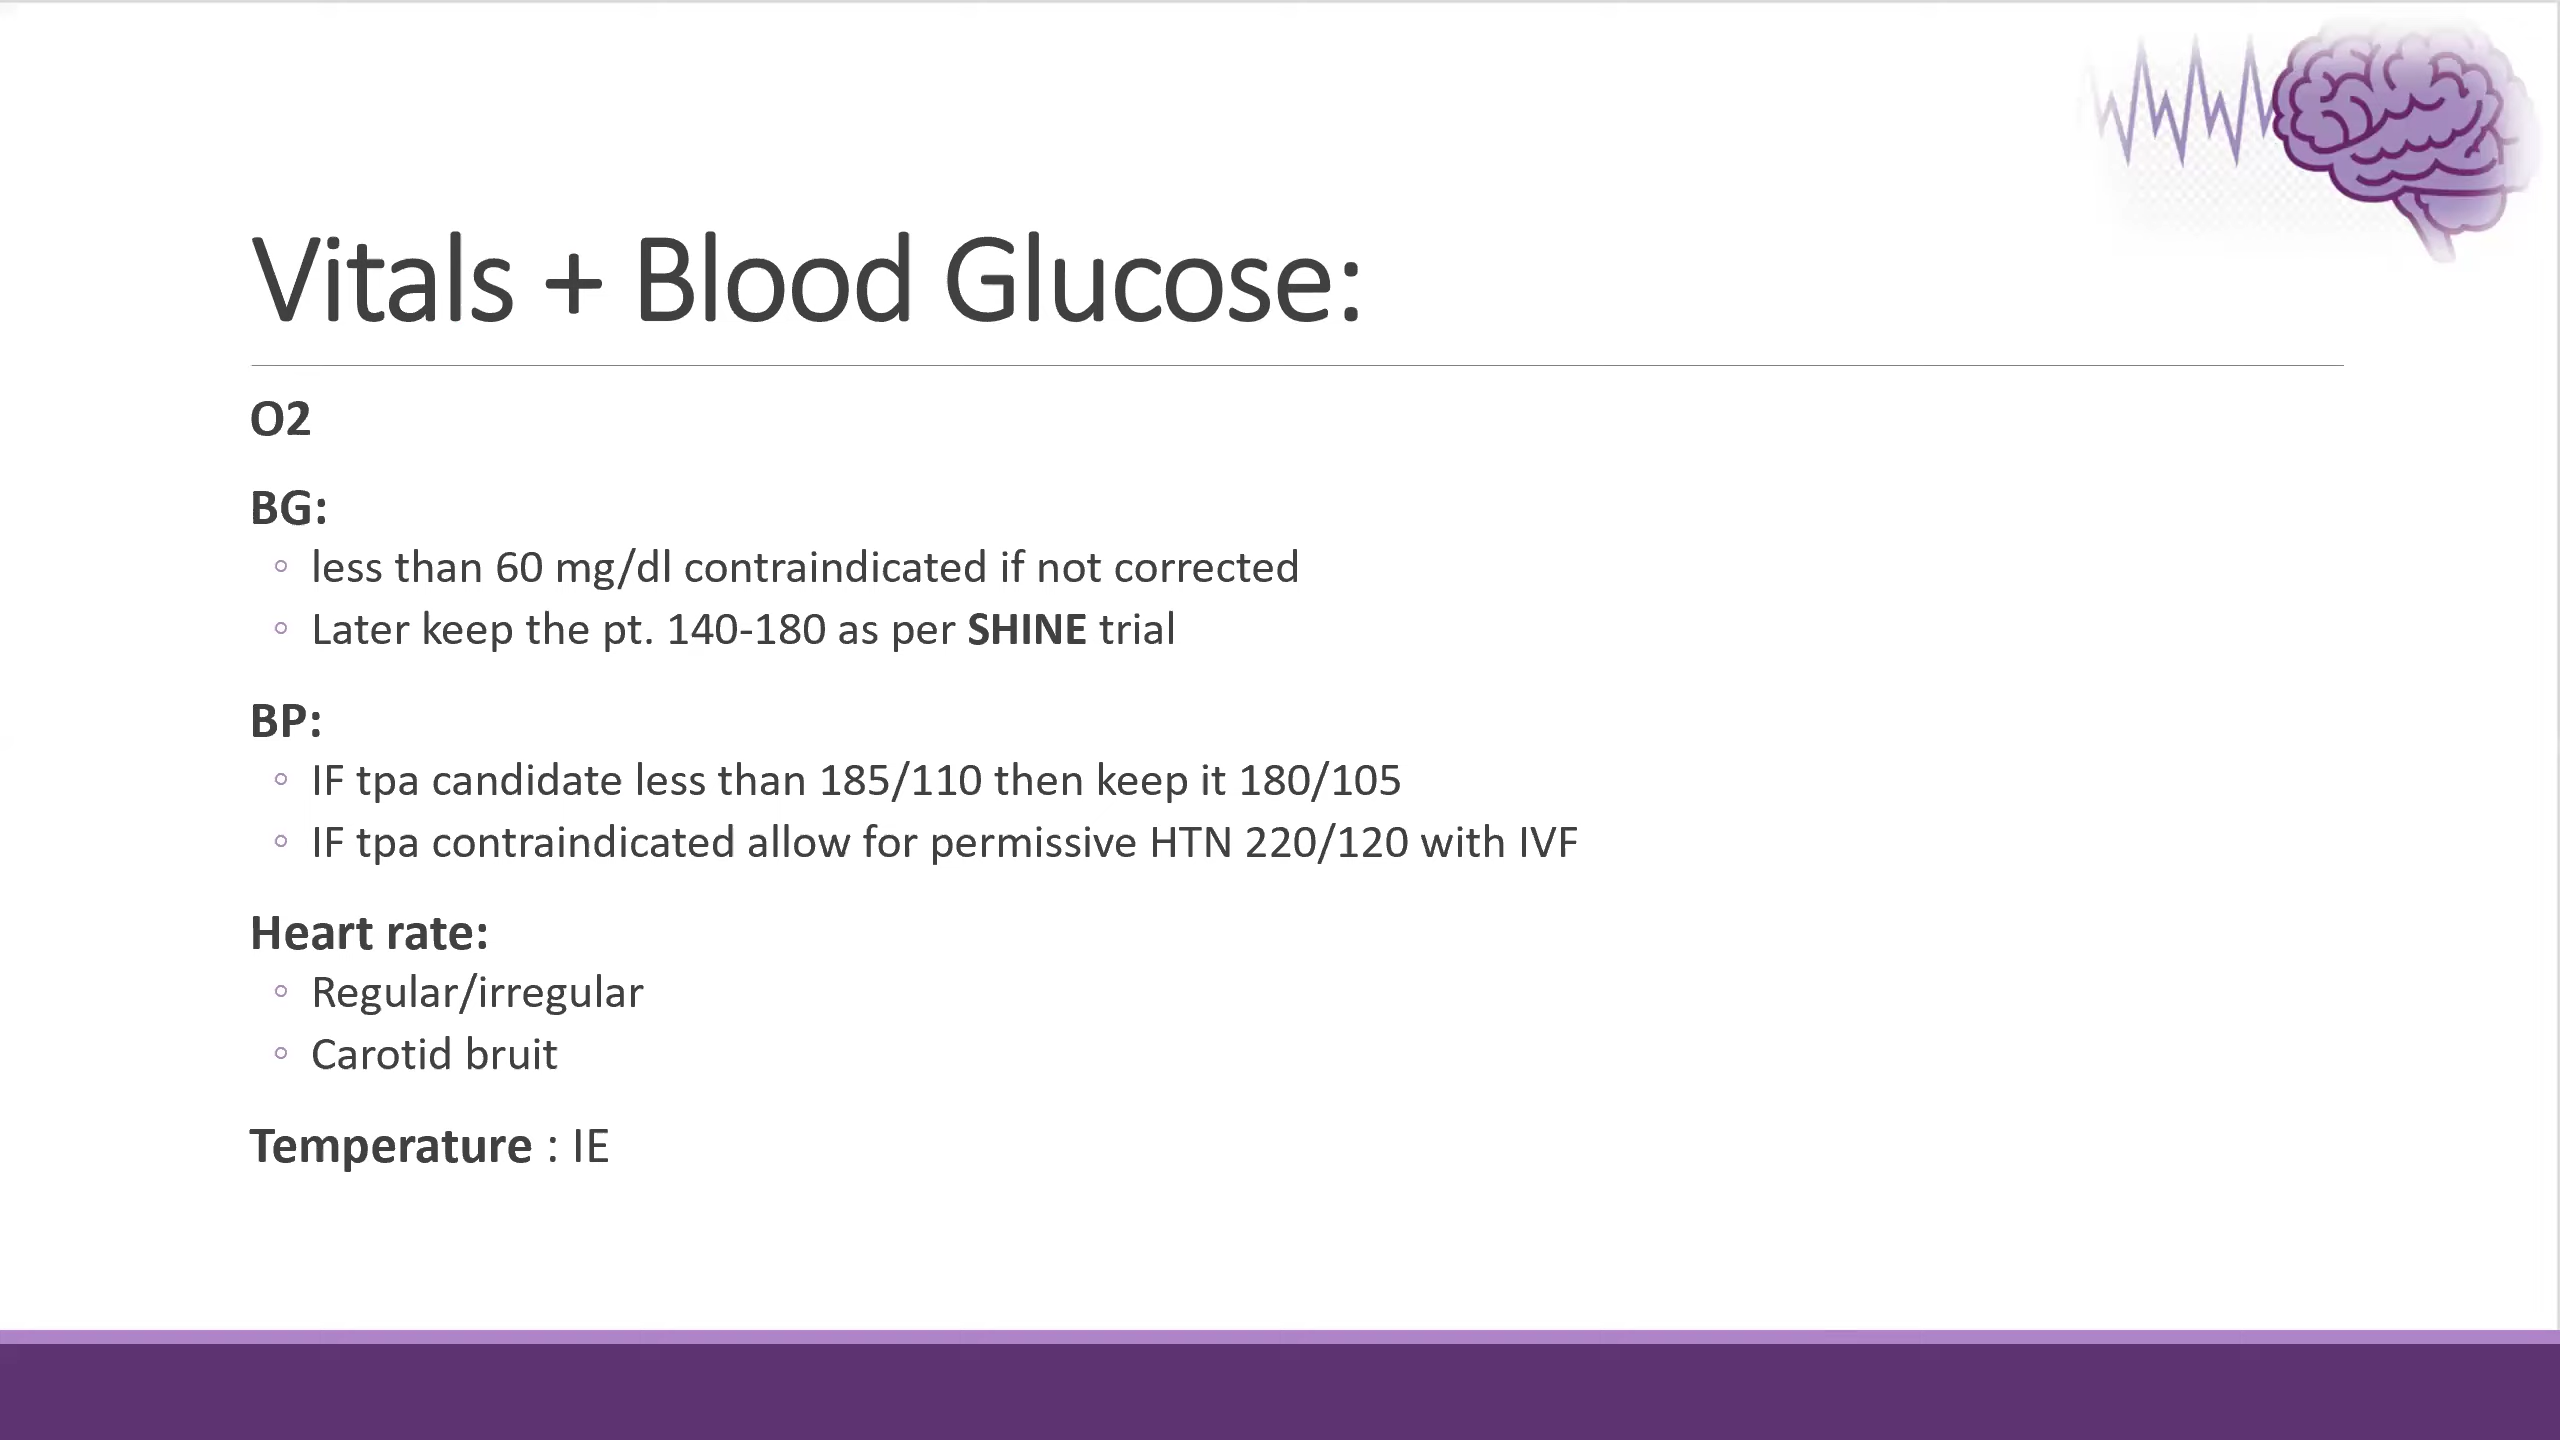 Vitals + Blood Glucose:
O2
BG:
◦ less than 60 mg/dl contraindicated if not corrected
◦ Later keep the pt. 140-180 as per SHINE trial
BP:
◦ IF tpa candidate less than 185/110 then keep it 180/105
◦ IF tpa contraindicated allow for permissive HTN 220/120 with IVF
Heart rate:
◦ Regular/irregular
◦ Carotid bruit
Temperature : IE